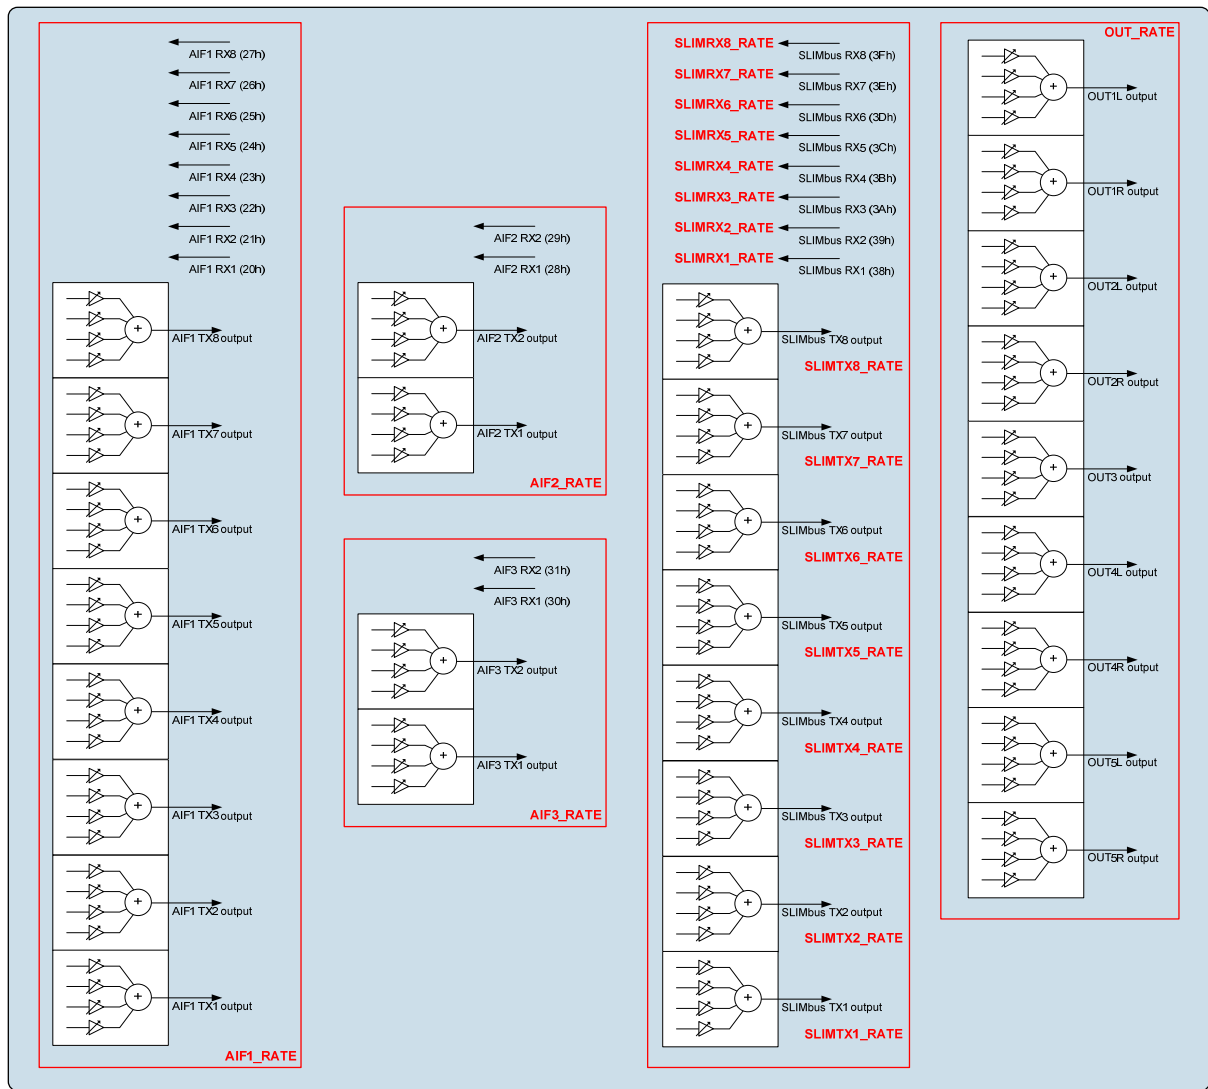 AIF1 RX8 (27h)
AIF1 RX7 (26h)
AIF1 RX6 (25h)
AIF1 RX5 (24h)
AIF1 RX4 (23h)
AIF1 RX3 (22h)
AIF1 RX2 (21h)
AIF1 RX1 (20h)
+
AIF1 TX8 output
+
AIF1 TX7 output
+
AIF1 TX6 output
+
AIF1 TX5 output
+
AIF1 TX4 output
+
AIF1 TX3 output
+
AIF1 TX2 output
+
AIF1 TX1 output
AIF1_RATE
AIF2 RX2 (29h)
AIF2 RX1 (28h)
+
AIF2 TX2 output
+
AIF2 TX1 output
AIF2_RATE
AIF3 RX2 (31h)
AIF3 RX1 (30h)
+
AIF3 TX2 output
+
AIF3 TX1 output
AIF3_RATE
SLIMRX8_RATE
SLIMbus RX8 (3Fh)
SLIMRX7_RATE
SLIMbus RX7 (3Eh)
SLIMRX6_RATE
SLIMbus RX6 (3Dh)
SLIMRX5_RATE
SLIMbus RX5 (3Ch)
SLIMRX4_RATE
SLIMbus RX4 (3Bh)
SLIMRX3_RATE
SLIMbus RX3 (3Ah)
SLIMRX2_RATE
SLIMbus RX2 (39h)
SLIMRX1_RATE
SLIMbus RX1 (38h)
+
SLIMbus TX8 output
SLIMTX8_RATE
+
SLIMbus TX7 output
SLIMTX7_RATE
+
SLIMbus TX6 output
SLIMTX6_RATE
+
SLIMbus TX5 output
SLIMTX5_RATE
+
SLIMbus TX4 output
SLIMTX4_RATE
+
SLIMbus TX3 output
SLIMTX3_RATE
+
SLIMbus TX2 output
SLIMTX2_RATE
+
SLIMbus TX1 output
SLIMTX1_RATE
OUT_RATE
+
OUT1L output
+
OUT1R output
+
OUT2L output
+
OUT2R output
+
OUT3 output
+
OUT4L output
+
OUT4R output
+
OUT5L output
+
OUT5R output